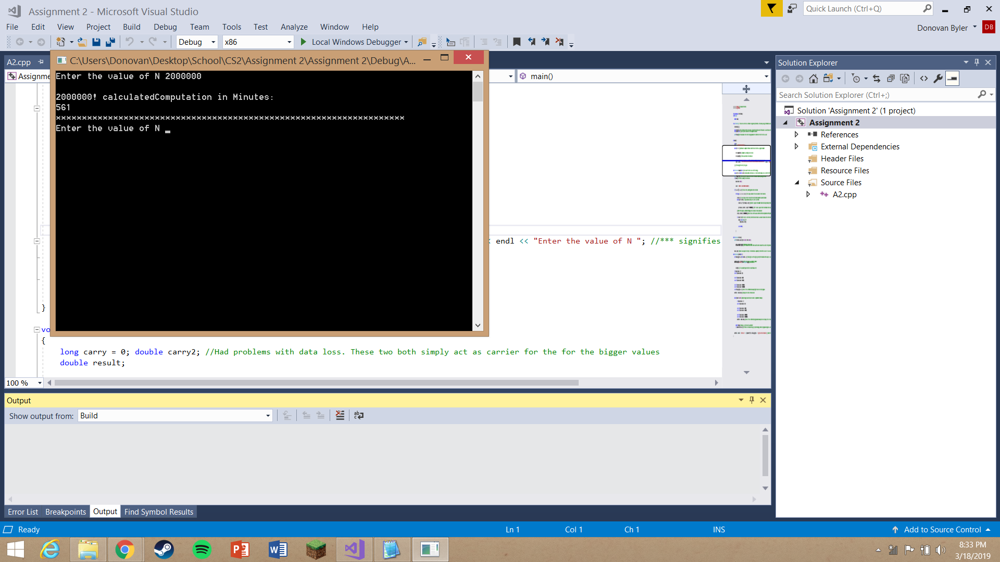 Assignment 2 - Microsoft Visual Studio
Quick Launch (Ctrl+Q)
File Edit View Project Build Debug Team Tools Test Analyze Window Help
Donovan Byler DB
Debug x86 Local Windows Debugger
A2.cpp
C:\Users\Donovan\Desktop\School\CS2\Assignment 2\Assignment 2\Debug\A...
Assignme
main()
Enter the value of N 2000000
2000000! calculatedComputation in Minutes:
561
*******************************************************************
Enter the value of N
endl << "Enter the value of N "; //*** signifies
}
vo
{
long carry = 0; double carry2; //Had problems with data loss. These two both simply act as carrier for the for the bigger values
double result;
100 %
Solution Explorer
Search Solution Explorer (Ctrl+;)
Solution 'Assignment 2' (1 project)
Assignment 2
References
External Dependencies
Header Files
Resource Files
Source Files
A2.cpp
Output
Show output from: Build
Error List Breakpoints Output Find Symbol Results
Ready Ln 1 Col 1 Ch 1 INS Add to Source Control
8:33 PM
3/18/2019